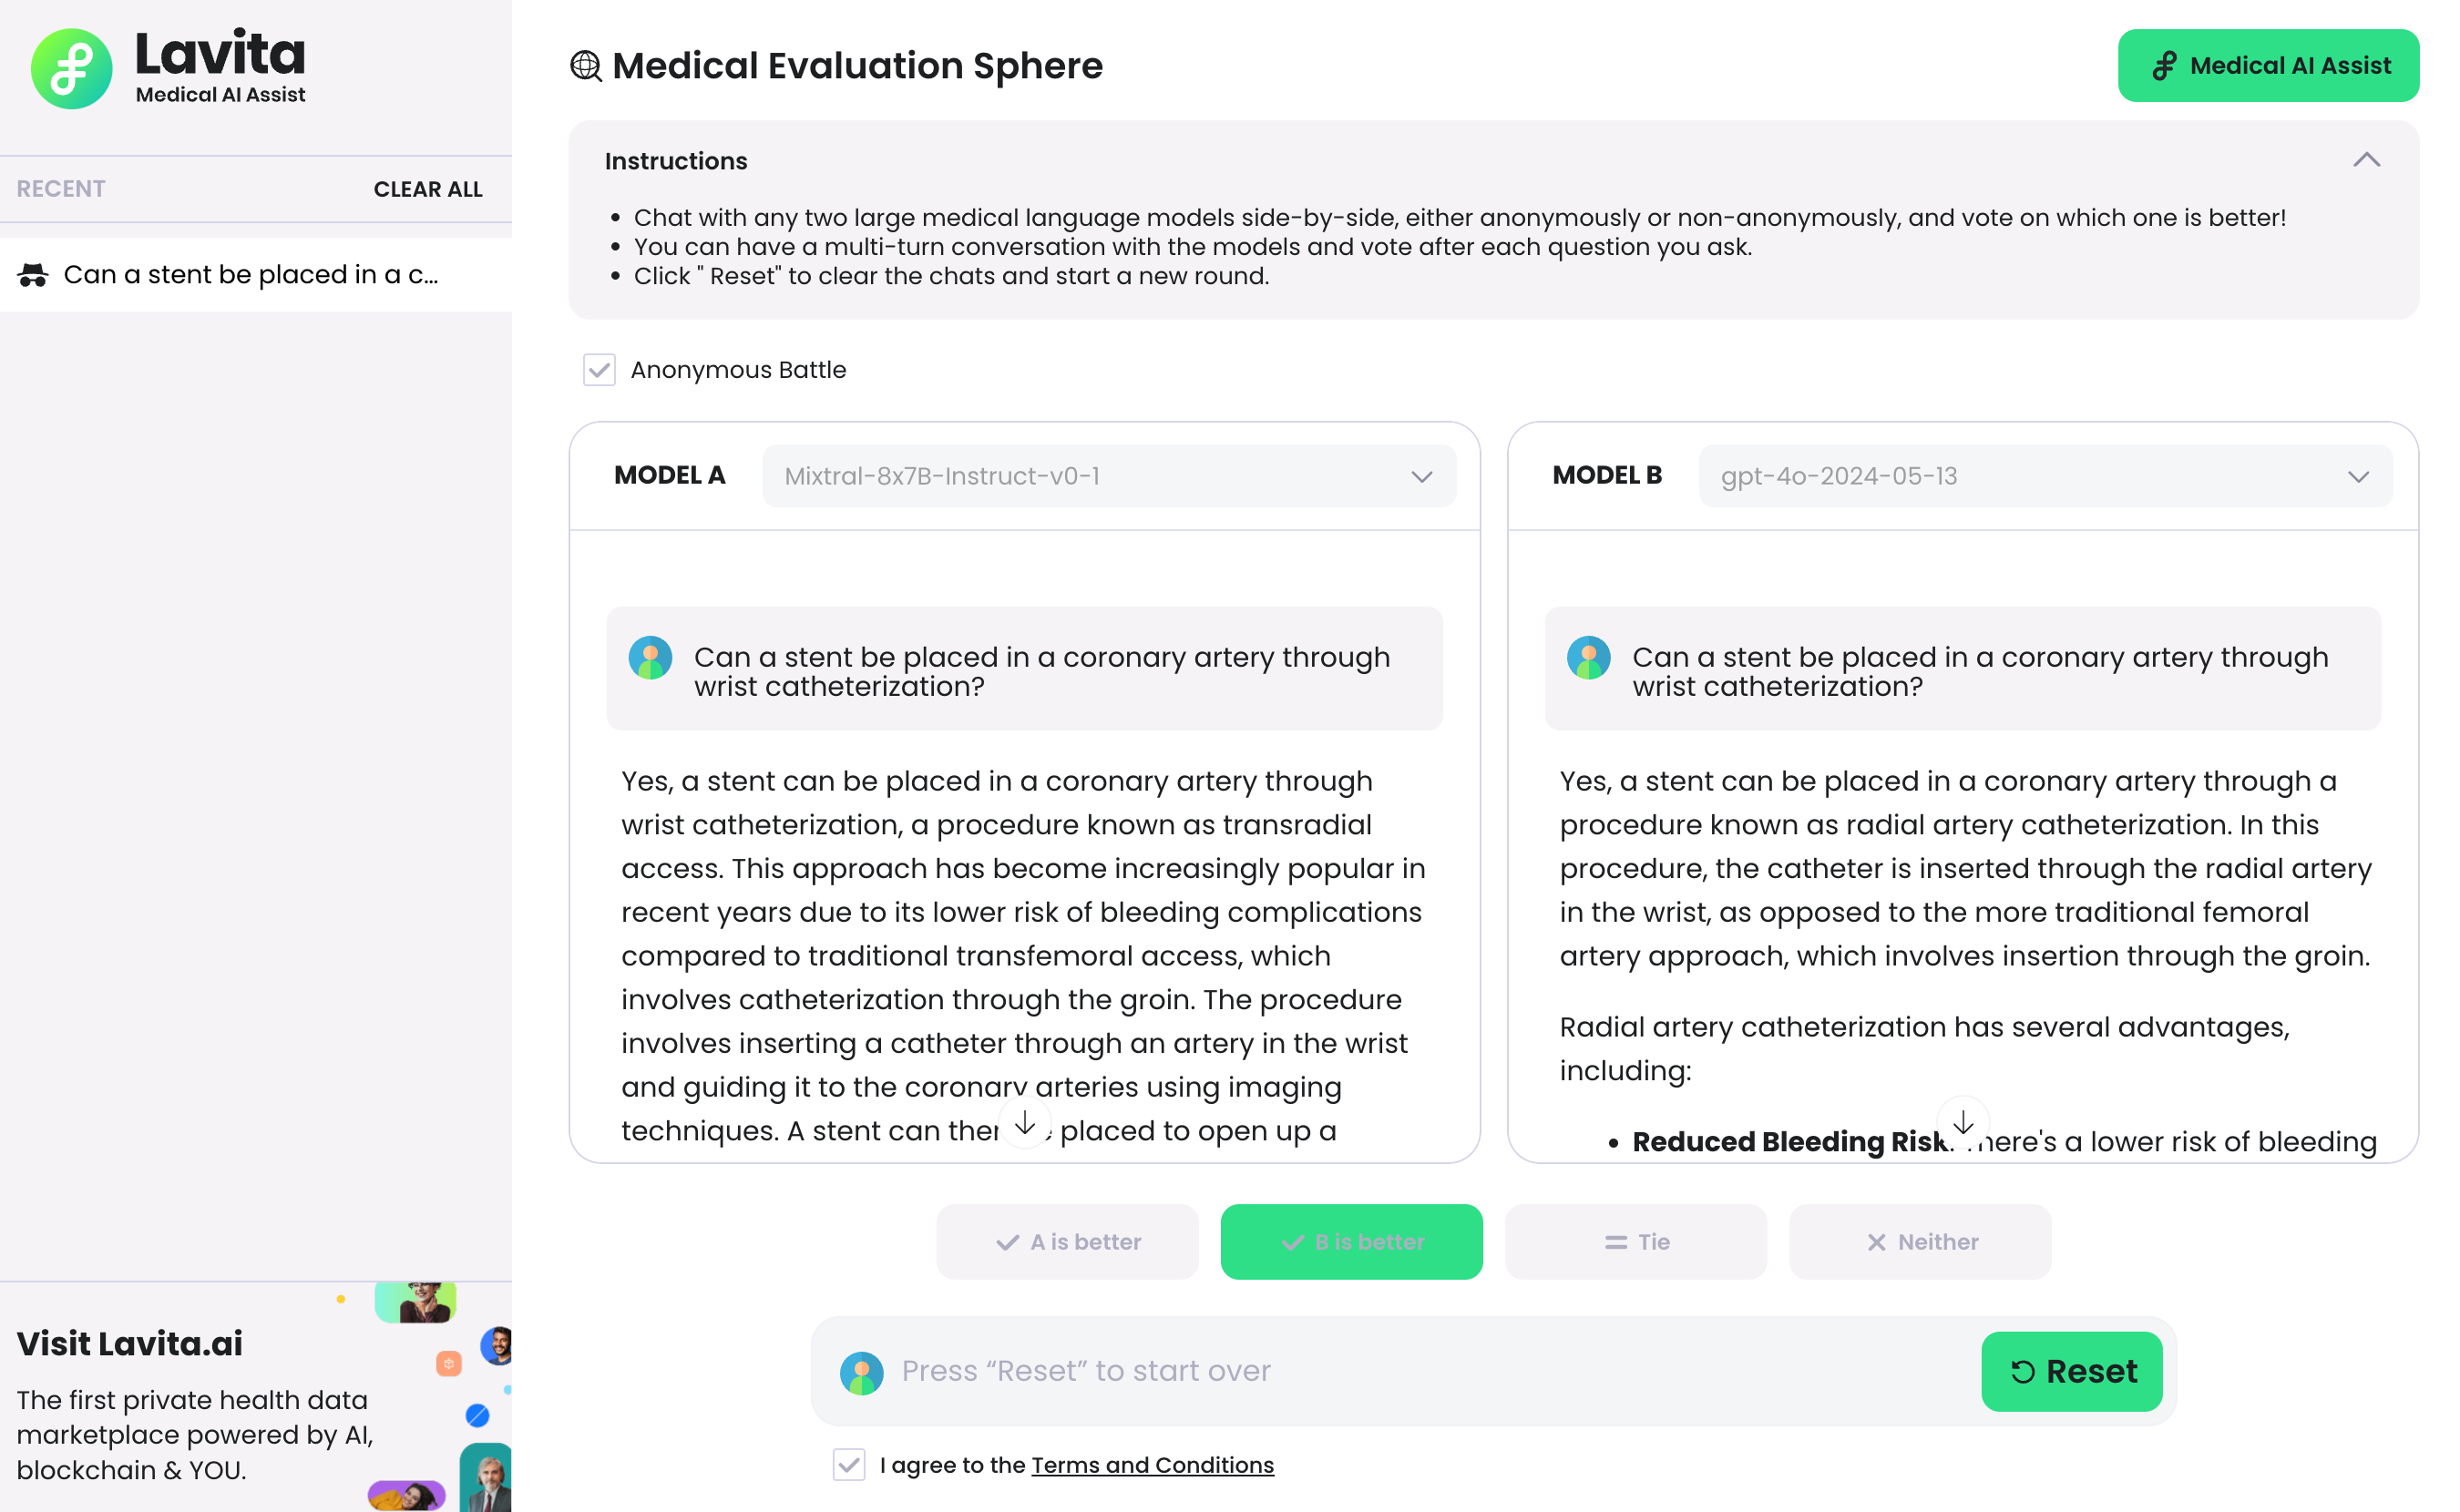 Lavita
Medical AI Assist
RECENT
CLEAR ALL
Can a stent be placed in a c...
Visit Lavita.ai
The first private health data
marketplace powered by AI,
blockchain & YOU.
Medical Evaluation Sphere
Medical AI Assist
Instructions
• Chat with any two large medical language models side-by-side, either anonymously or non-anonymously, and vote on which one is better!
• You can have a multi-turn conversation with the models and vote after each question you ask.
• Click " Reset" to clear the chats and start a new round.
Anonymous Battle
MODEL A
Mixtral-8x7B-Instruct-v0-1
Can a stent be placed in a coronary artery through
wrist catheterization?
Yes, a stent can be placed in a coronary artery through
wrist catheterization, a procedure known as transradial
access. This approach has become increasingly popular in
recent years due to its lower risk of bleeding complications
compared to traditional transfemoral access, which
involves catheterization through the groin. The procedure
involves inserting a catheter through an artery in the wrist
and guiding it to the coronary arteries using imaging
techniques. A stent can then placed to open up a
MODEL B
gpt-4o-2024-05-13
Can a stent be placed in a coronary artery through
wrist catheterization?
Yes, a stent can be placed in a coronary artery through a
procedure known as radial artery catheterization. In this
procedure, the catheter is inserted through the radial artery
in the wrist, as opposed to the more traditional femoral
artery approach, which involves insertion through the groin.
Radial artery catheterization has several advantages,
including:
• Reduced Bleeding Risk: There's a lower risk of bleeding
A is better
B is better
Tie
Neither
Press “Reset” to start over
Reset
I agree to the Terms and Conditions